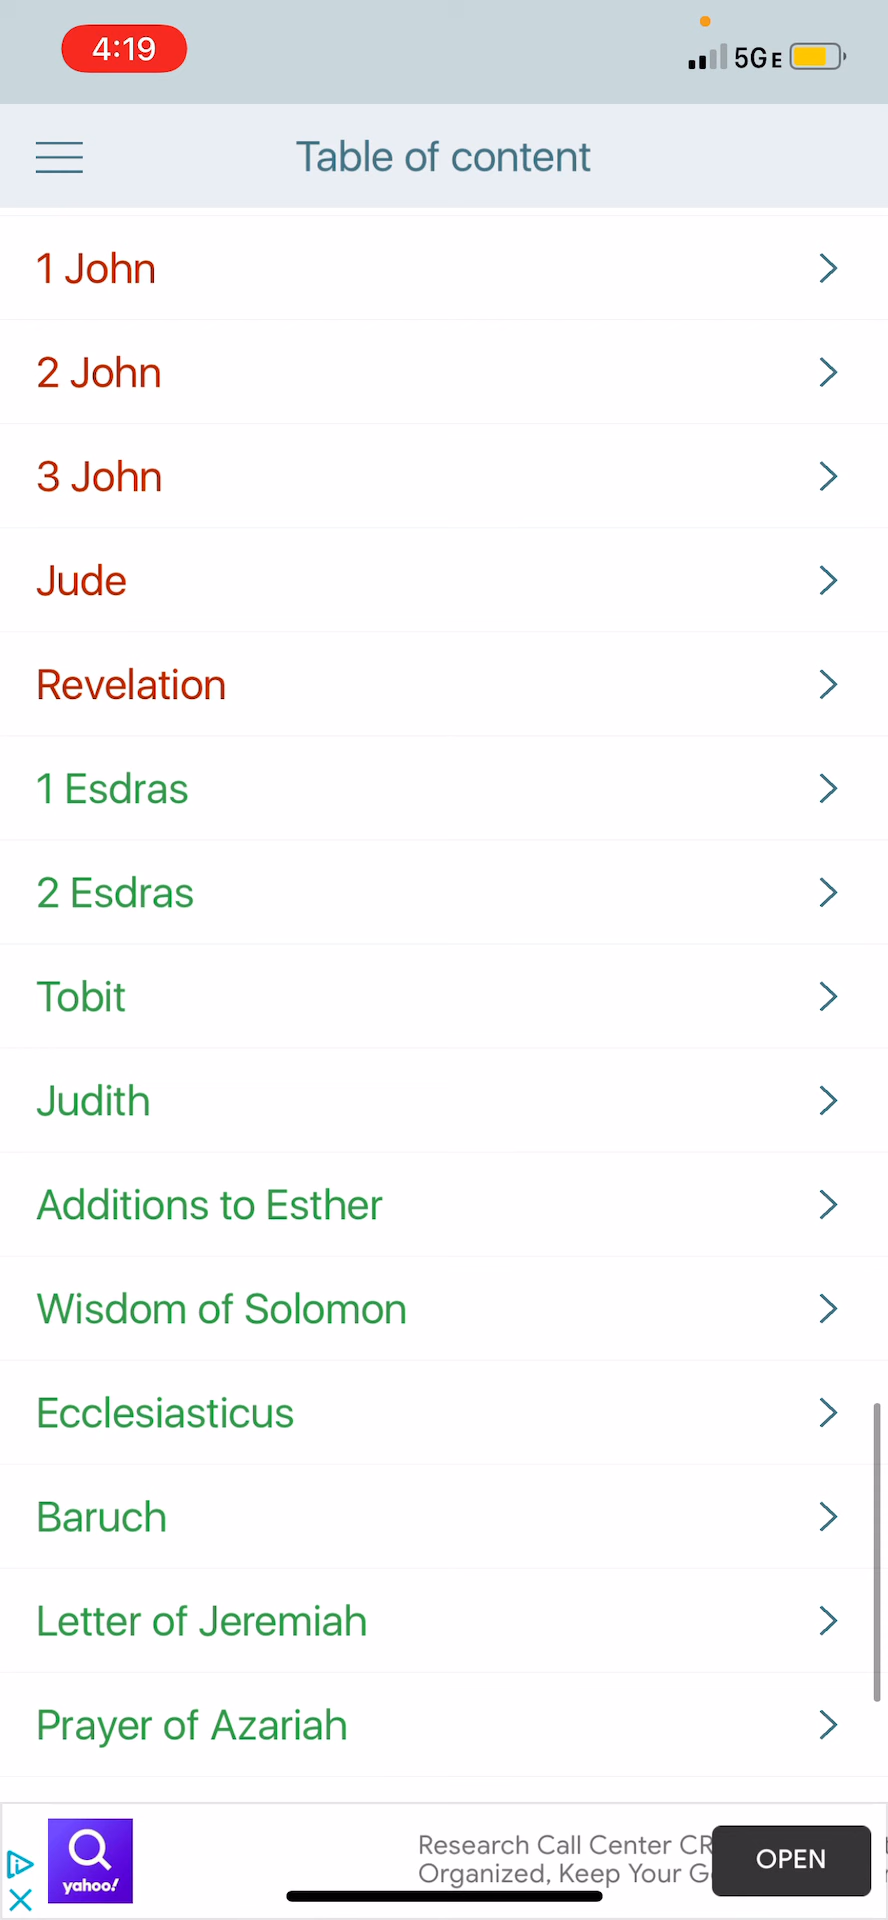 4:19
5GE
Table of content
1 John
2 John
3 John
Jude
Revelation
1 Esdras
2 Esdras
Tobit
Judith
Additions to Esther
Wisdom of Solomon
Ecclesiasticus
Baruch
Letter of Jeremiah
Prayer of Azariah
yahoo!
Research Call Center CR
Organized, Keep Your G
OPEN